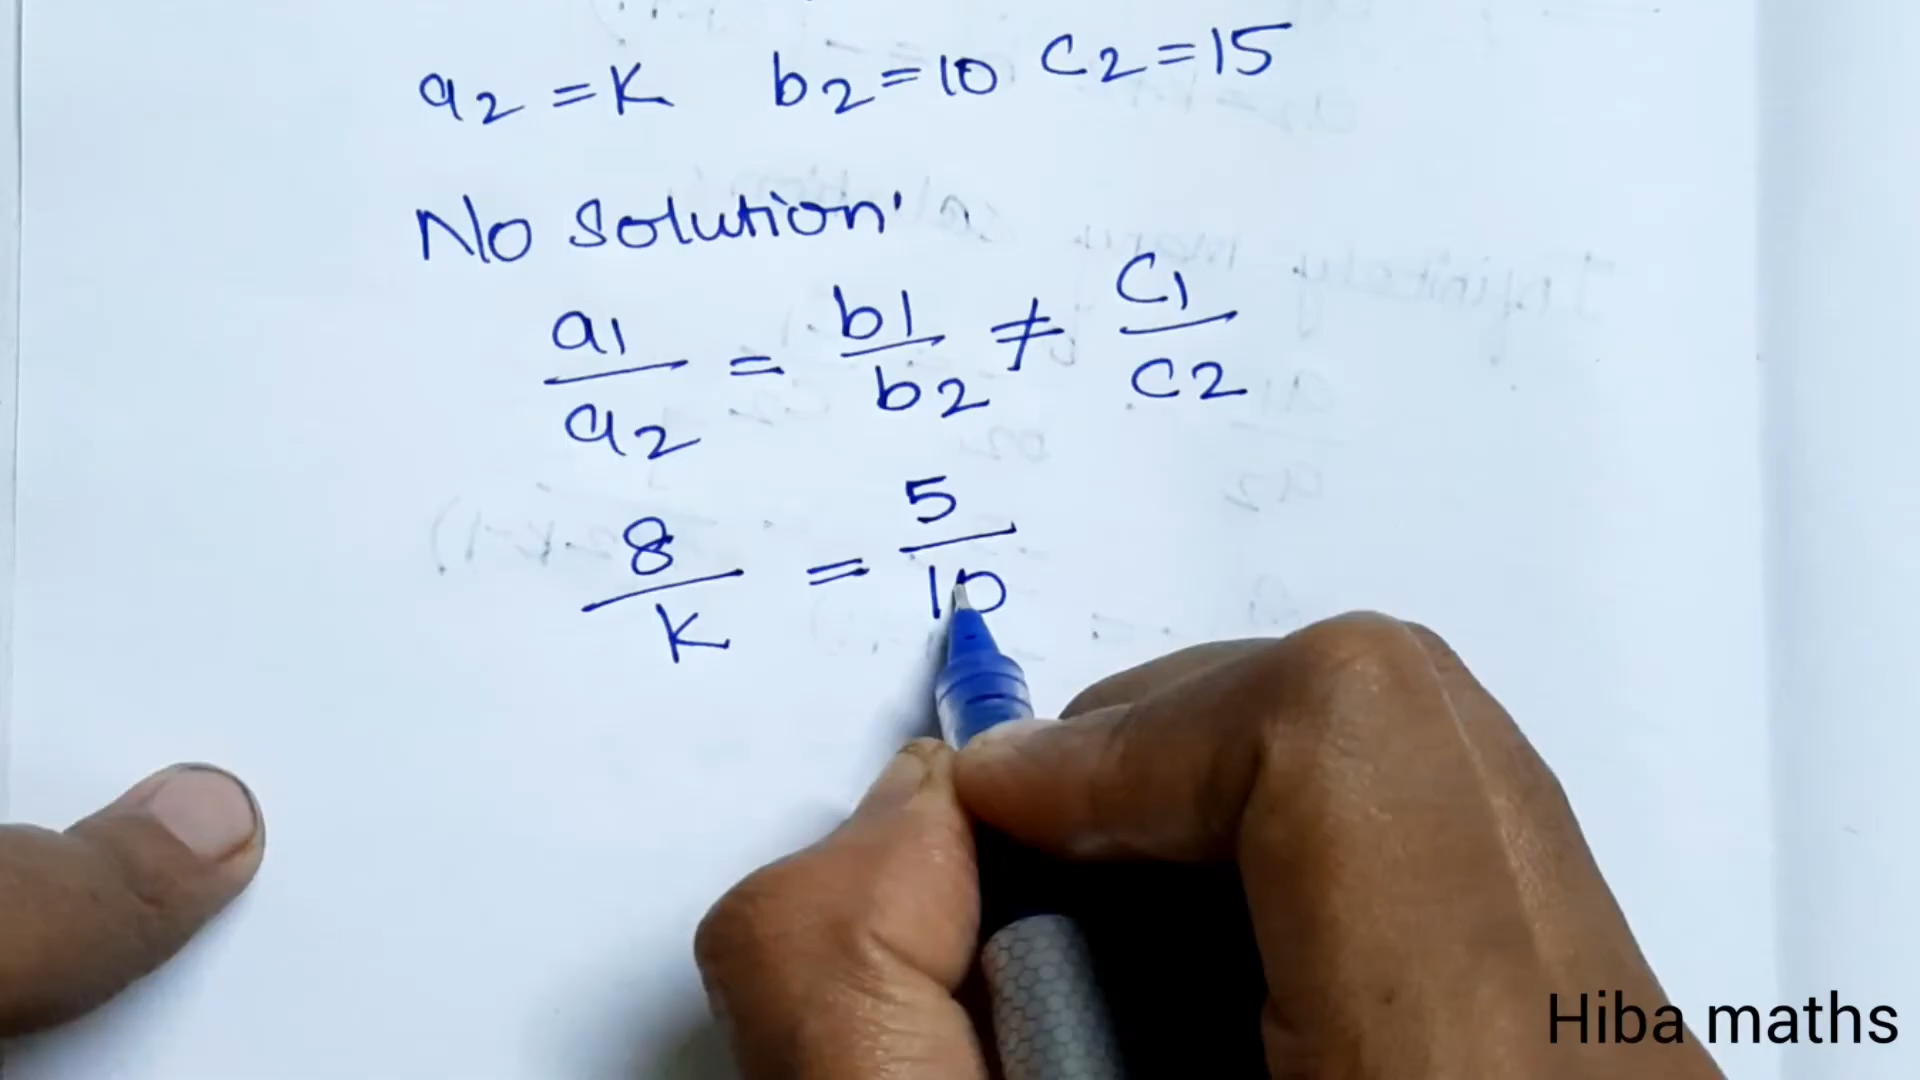 a2 = K b2 = 10 C2 = 15
No Solution
a1/a2 = b1/b2 ≠ C1/C2
8/K = 5/10
Hiba maths